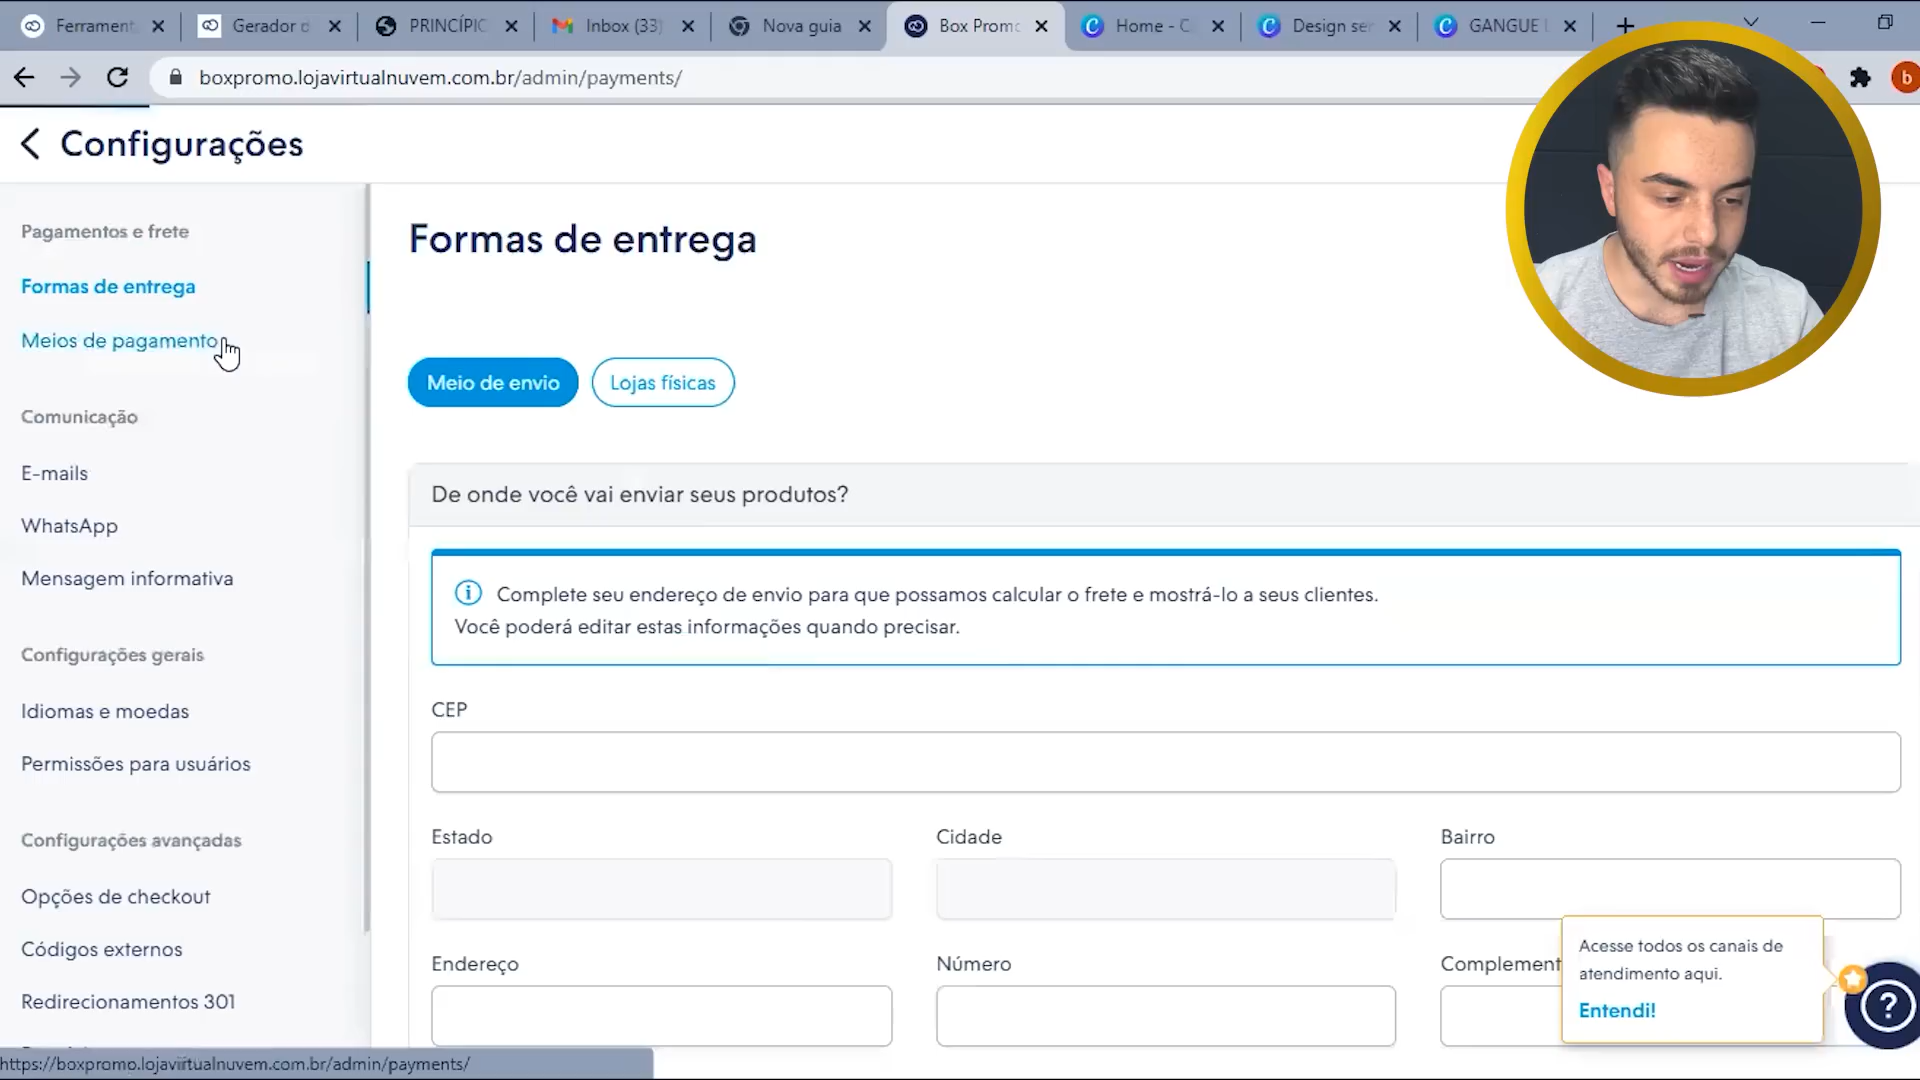 Ferrament
Gerador d
PRINCÍPIO
Inbox (33)
Nova guia
Box Promo
Home - C
Design se
GANGUE
boxpromo.lojavirtualnuvem.com.br/admin/payments/
b
Configurações
Pagamentos e frete
Formas de entrega
Meios de pagamento
Comunicação
E-mails
WhatsApp
Mensagem informativa
Configurações gerais
Idiomas e moedas
Permissões para usuários
Configurações avançadas
Opções de checkout
Códigos externos
Redirecionamentos 301
Formas de entrega
Meio de envio
Lojas físicas
De onde você vai enviar seus produtos?
Complete seu endereço de envio para que possamos calcular o frete e mostrá-lo a seus clientes.
Você poderá editar estas informações quando precisar.
CEP
Estado
Cidade
Bairro
Endereço
Número
Complement
Acesse todos os canais de
atendimento aqui.
Entendi!
?
https://boxpromo.lojavirtualnuvem.com.br/admin/payments/